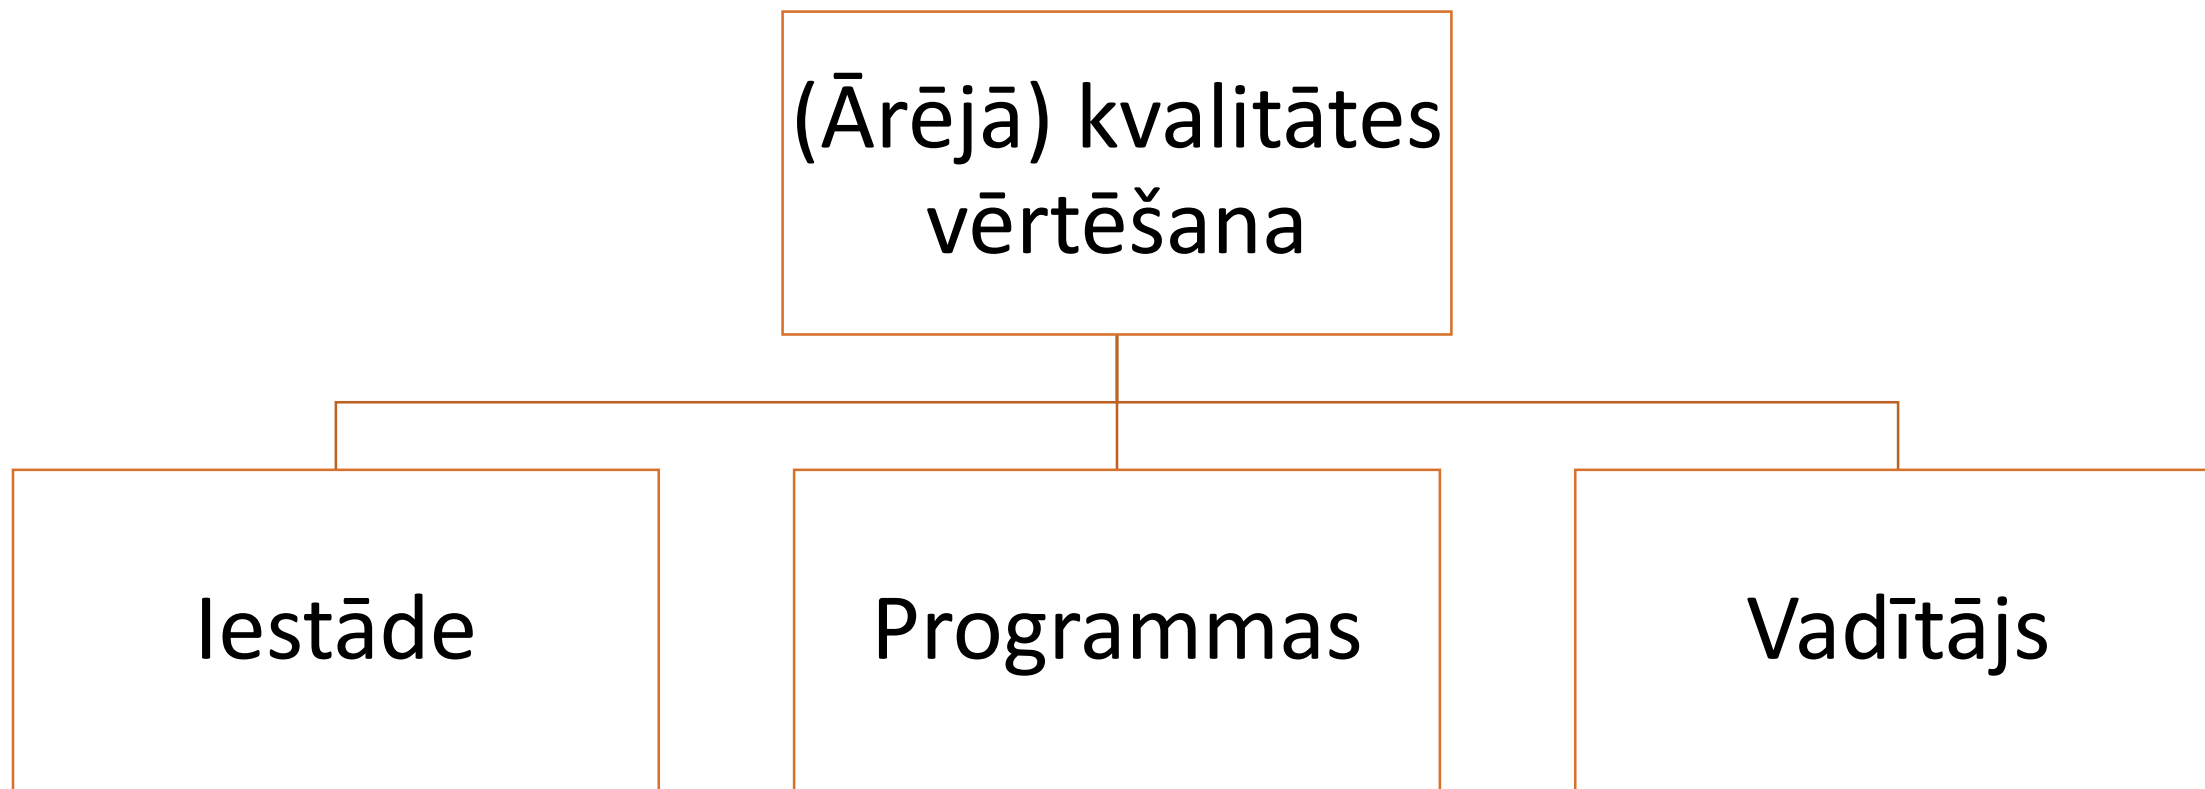 (Ārējā) kvalitātes
vērtēšana
Iestāde
Programmas
Vadītājs